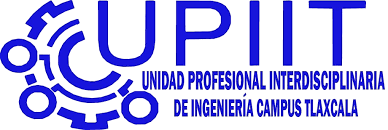 UPIIT
UNIDAD PROFESIONAL INTERDISCIPLINARIA
DE INGENIERÍA CAMPUS TLAXCALA